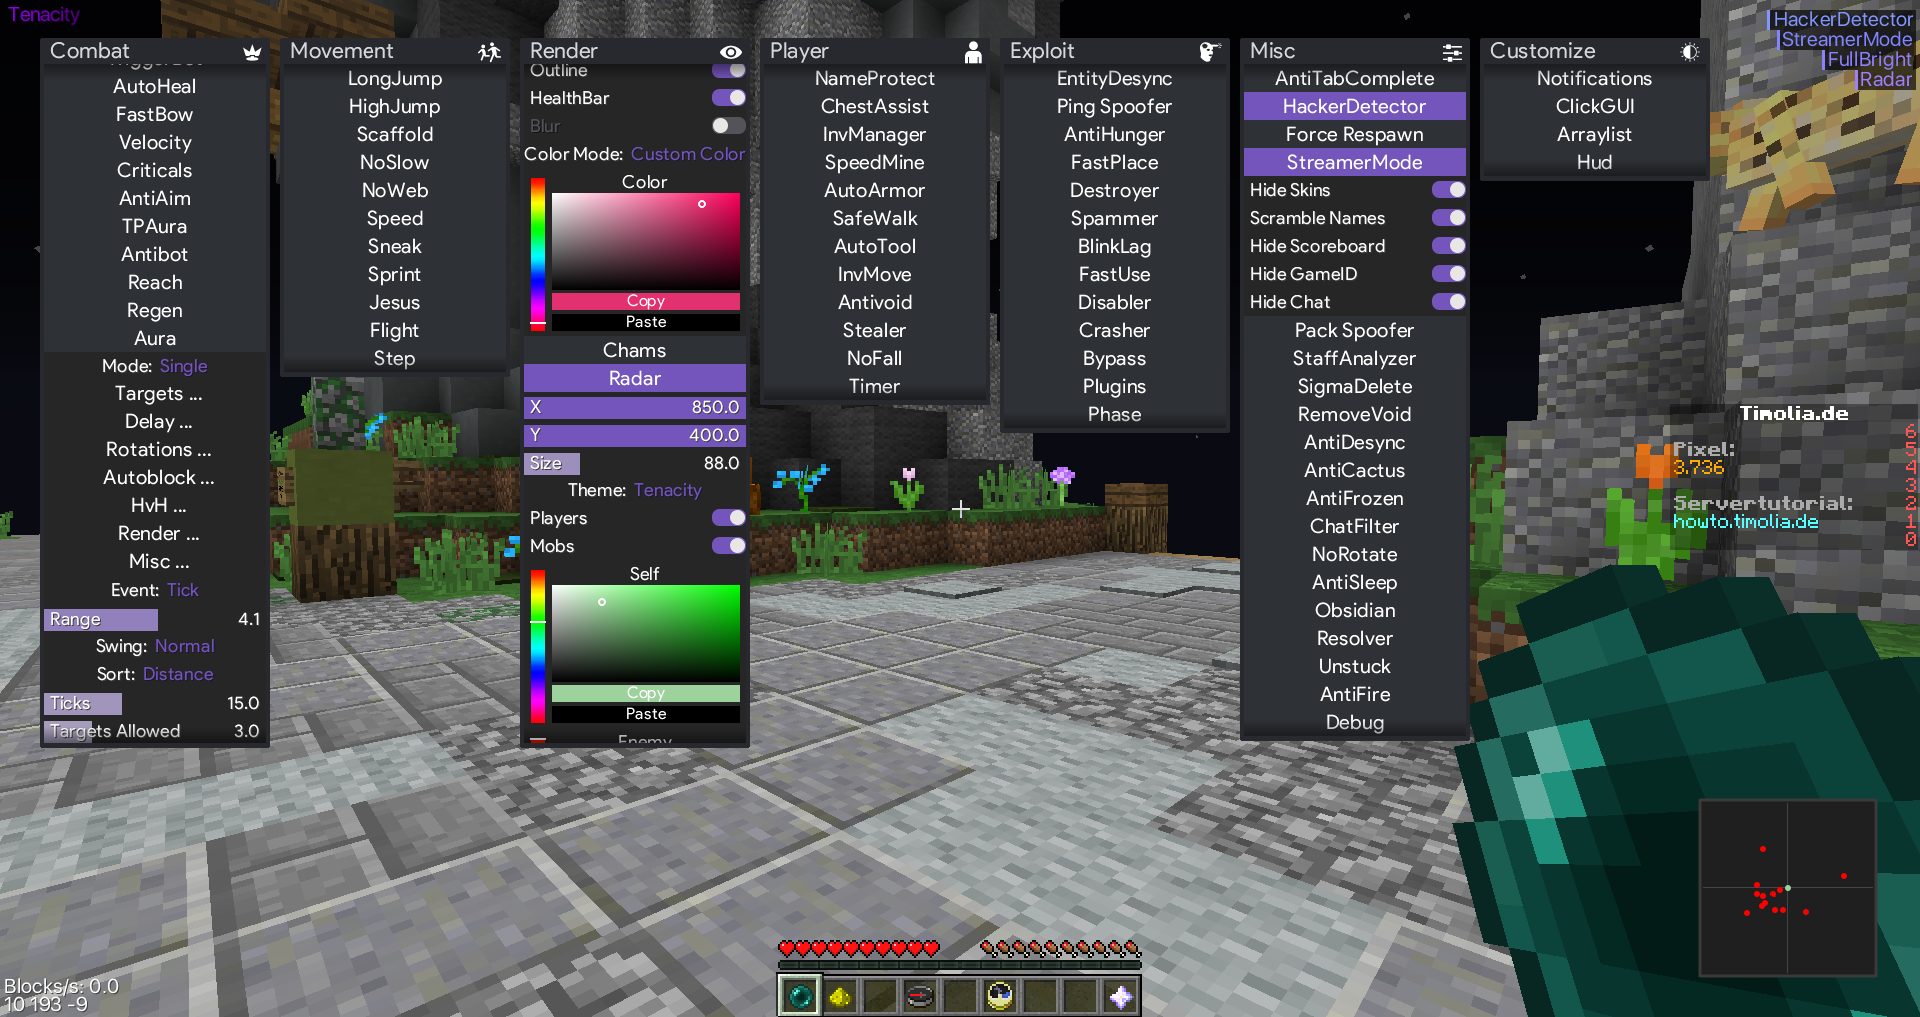 Tenacity
HackerDetector
StreamerMode
FullBright
Radar
Combat
AutoHeal
FastBow
Velocity
Criticals
AntiAim
TPAura
Antibot
Reach
Regen
Aura
Mode: Single
Targets ...
Delay ...
Rotations ...
Autoblock ...
HvH ...
Render ...
Misc ...
Event: Tick
Range 4.1
Swing: Normal
Sort: Distance
Ticks 15.0
Targets Allowed 3.0
Movement
LongJump
HighJump
Scaffold
NoSlow
NoWeb
Speed
Sneak
Sprint
Jesus
Flight
Step
Render
Outline
HealthBar
Blur
Color Mode: Custom Color
Color
Copy
Paste
Chams
Radar
X 850.0
Y 400.0
Size 88.0
Theme: Tenacity
Players
Mobs
Self
Copy
Paste
Enemy
Player
NameProtect
ChestAssist
InvManager
SpeedMine
AutoArmor
SafeWalk
AutoTool
InvMove
Antivoid
Stealer
NoFall
Timer
Exploit
EntityDesync
Ping Spoofer
AntiHunger
FastPlace
Destroyer
Spammer
BlinkLag
FastUse
Disabler
Crasher
Bypass
Plugins
Phase
Misc
AntiTabComplete
HackerDetector
Force Respawn
StreamerMode
Hide Skins
Scramble Names
Hide Scoreboard
Hide GameID
Hide Chat
Pack Spoofer
StaffAnalyzer
SigmaDelete
RemoveVoid
AntiDesync
AntiCactus
AntiFrozen
ChatFilter
NoRotate
AntiSleep
Obsidian
Resolver
Unstuck
AntiFire
Debug
Customize
Notifications
ClickGUI
Arraylist
Hud
Timolia.de
6
Pixel: 5
3.736 4
3
Servertutorial: 2
howto.timolia.de 1
0
Blocks/s: 0.0
10 193 -9